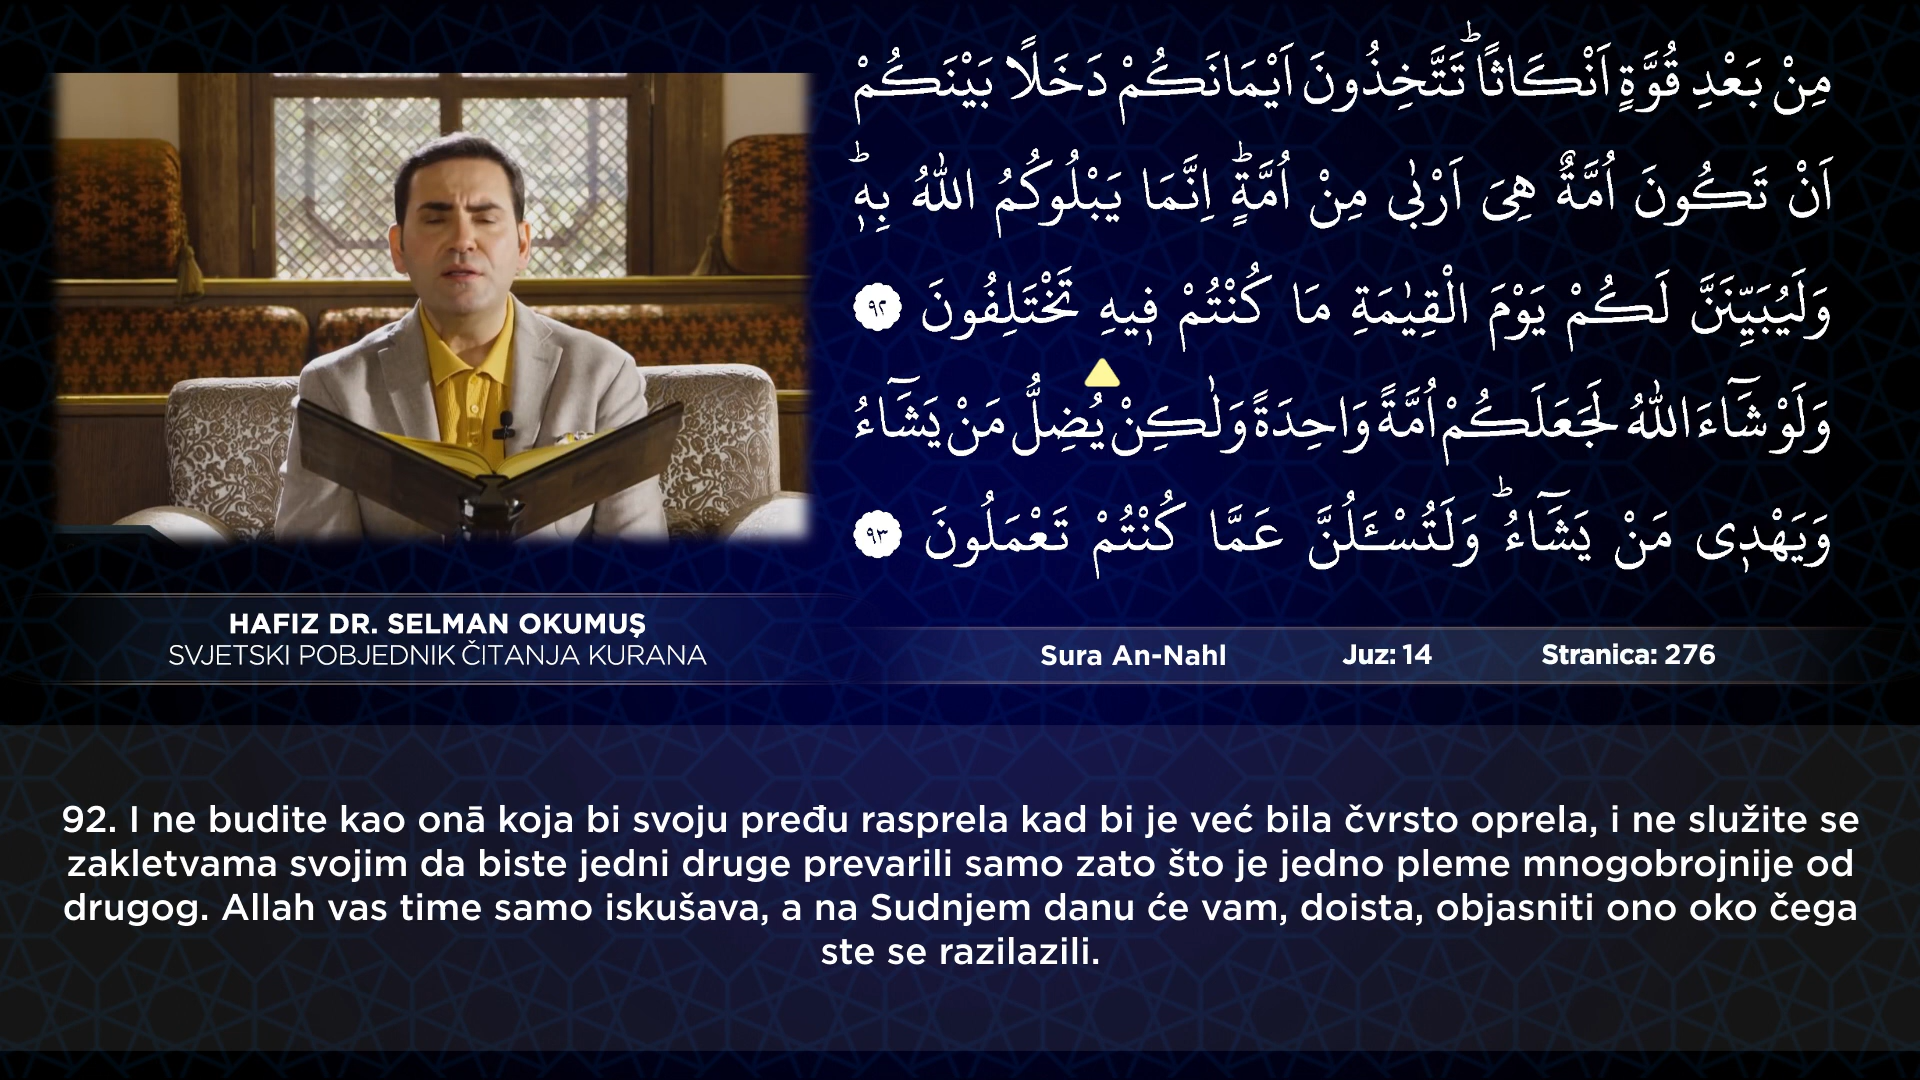 مِنْ بَعْدِ قُوَّةٍ اَنْكَاثًاۜ تَتَّخِذُونَ اَيْمَانَكُمْ دَخَلًا بَيْنَكُمْ
اَنْ تَكُونَ اُمَّةٌ هِيَ اَرْبٰى مِنْ اُمَّةٍۜ اِنَّمَا يَبْلُوكُمُ اللّٰهُ بِهٖ
وَلَيُبَيِّنَنَّ لَكُمْ يَوْمَ الْقِيٰمَةِ مَا كُنْتُمْ فٖيهِ تَخْتَلِفُونَ ٩٢
وَلَوْ شَٓاءَ اللّٰهُ لَجَعَلَكُمْ اُمَّةً وَاحِدَةً وَلٰكِنْ يُضِلُّ مَنْ يَشَٓاءُ
وَيَهْدٖى مَنْ يَشَٓاءُۜ وَلَتُسْـَٔلُنَّ عَمَّا كُنْتُمْ تَعْمَلُونَ ٩٣
HAFIZ DR. SELMAN OKUMUŞ
SVJETSKI POBJEDNIK ČITANJA KURANA
Sura An-Nahl Juz: 14 Stranica: 276
92. I ne budite kao onā koja bi svoju pređu rasprela kad bi je već bila čvrsto oprela, i ne služite se
zakletvama svojim da biste jedni druge prevarili samo zato što je jedno pleme mnogobrojnije od
drugog. Allah vas time samo iskušava, a na Sudnjem danu će vam, doista, objasniti ono oko čega
ste se razilazili.